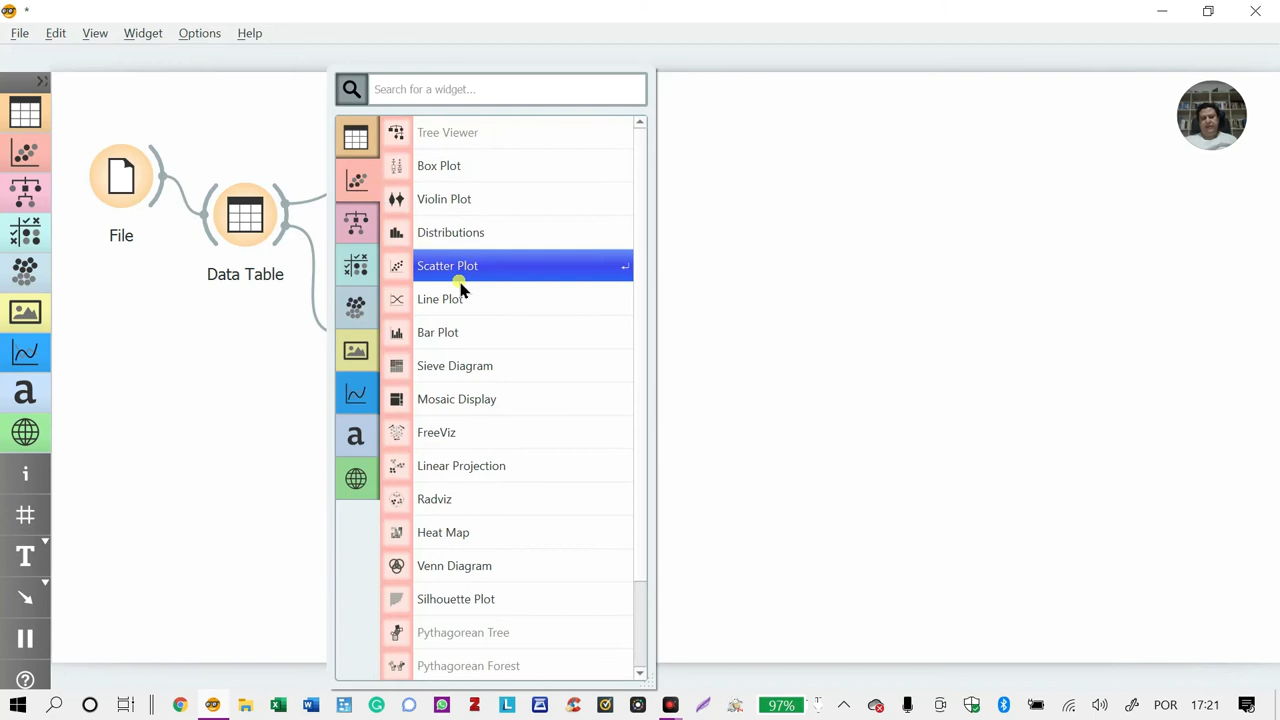 *
File Edit View Widget Options Help
Search for a widget...
Tree Viewer
Box Plot
Violin Plot
Distributions
Scatter Plot
Line Plot
Bar Plot
Sieve Diagram
Mosaic Display
FreeViz
Linear Projection
Radviz
Heat Map
Venn Diagram
Silhouette Plot
Pythagorean Tree
Pythagorean Forest
File
Data Table
a
a
i
#
T
?
97%
POR 17:21